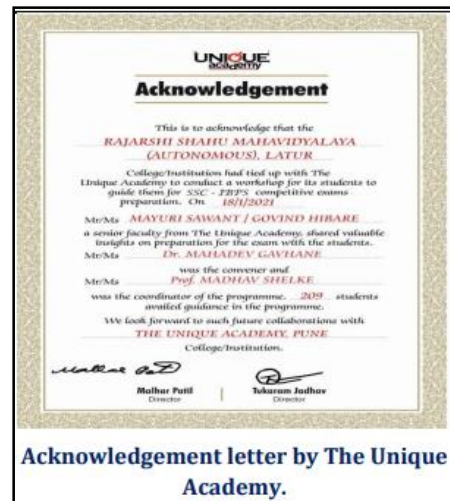 UNIQUE
academy
Acknowledgement
This is to acknowledge that the
RAJARSHI SHAHU MAHAVIDYALAYA
(AUTONOMOUS), LATUR
College/Institution had tied up with The
Unique Academy to conduct a workshop for its students to
guide them for SSC - IBPS competitive exams
preparation. On 18/1/2021
Mr/Ms MAYURI SAWANT / GOVIND HIBARE
a senior faculty from The Unique Academy, shared valuable
insights on preparation for the exam with the students.
Mr/Ms Dr. MAHADEV GAVHANE
was the convener and
Mr/Ms Prof. MADHAV SHELKE
was the coordinator of the programme. 209 students
availed guidance in the programme.
We look forward to such future collaborations with
THE UNIQUE ACADEMY, PUNE
College/Institution.
Malhar Patil
Director
Tukaram Jadhav
Director
Acknowledgement letter by The Unique
Academy.